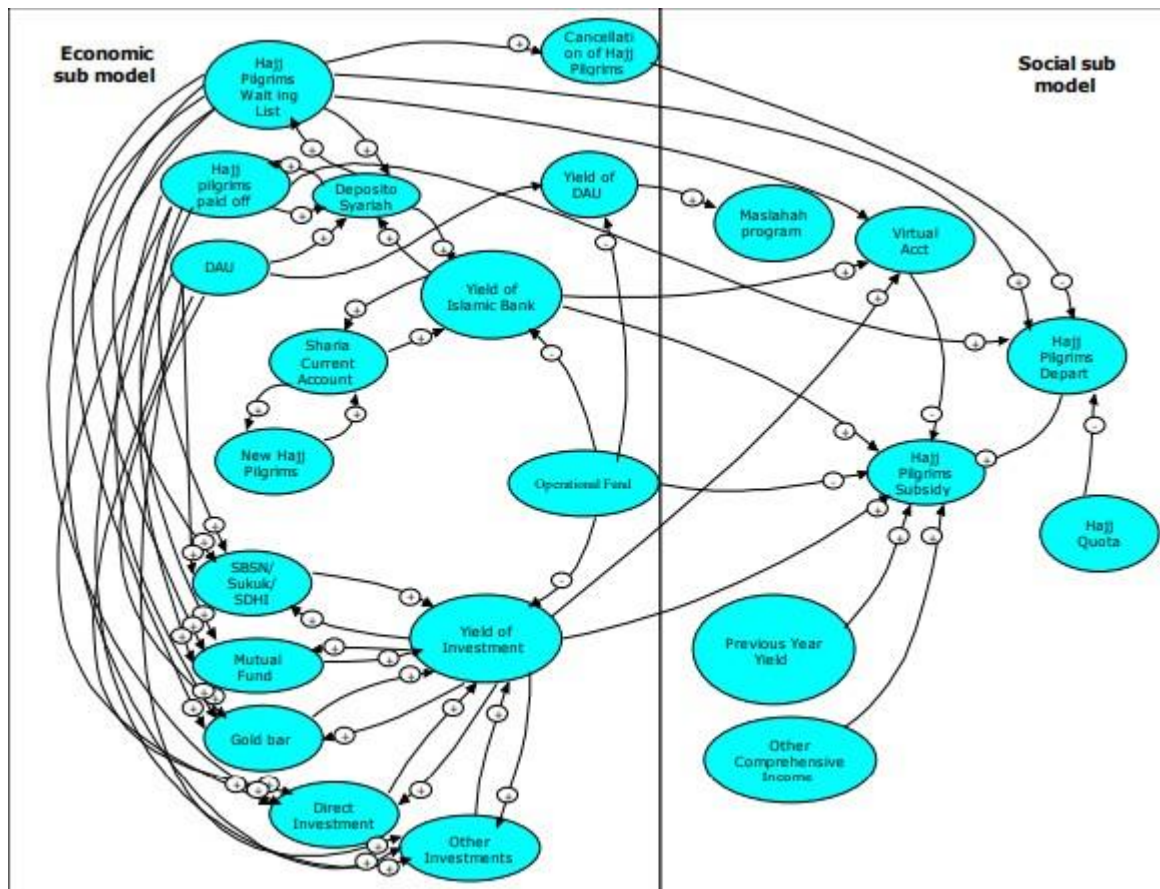 Economic
sub model
Hajj
Pilgrims
Wait ing
List
Cancellati
on of Hajj
Pilgrims
Social sub
model
Hajj
pilgrims
paid off
Deposito
Syariah
Yield of
DAU
Maslahah
program
Virtual
Acct
DAU
Yield of
Islamic Bank
Sharia
Current
Account
Hajj
Pilgrims
Depart
New Hajj
Pilgrims
Operational Fund
Hajj
Pilgrims
Subsidy
Hajj
Quota
SBSN/
Sukuk/
SDHI
Yield of
Investment
Previous Year
Yield
Mutual
Fund
Gold bar
Other
Comprehensive
Income
Direct
Investment
Other
Investments